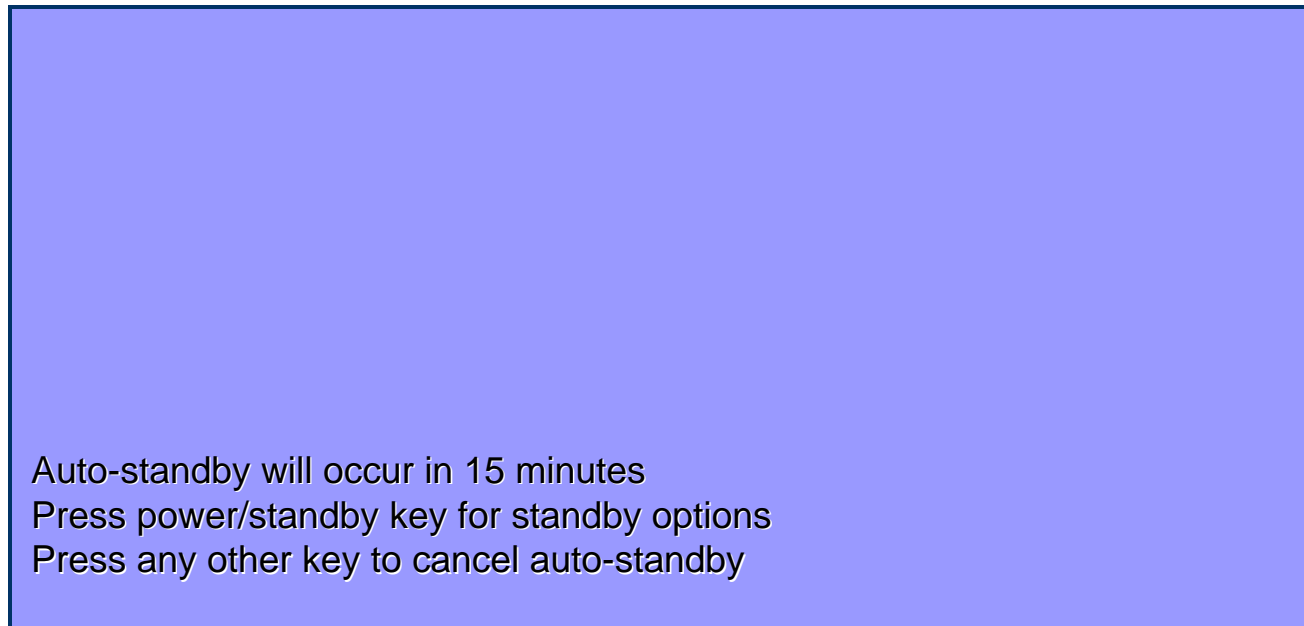 Auto-standby will occur in 15 minutes
Press power/standby key for standby options
Press any other key to cancel auto-standby